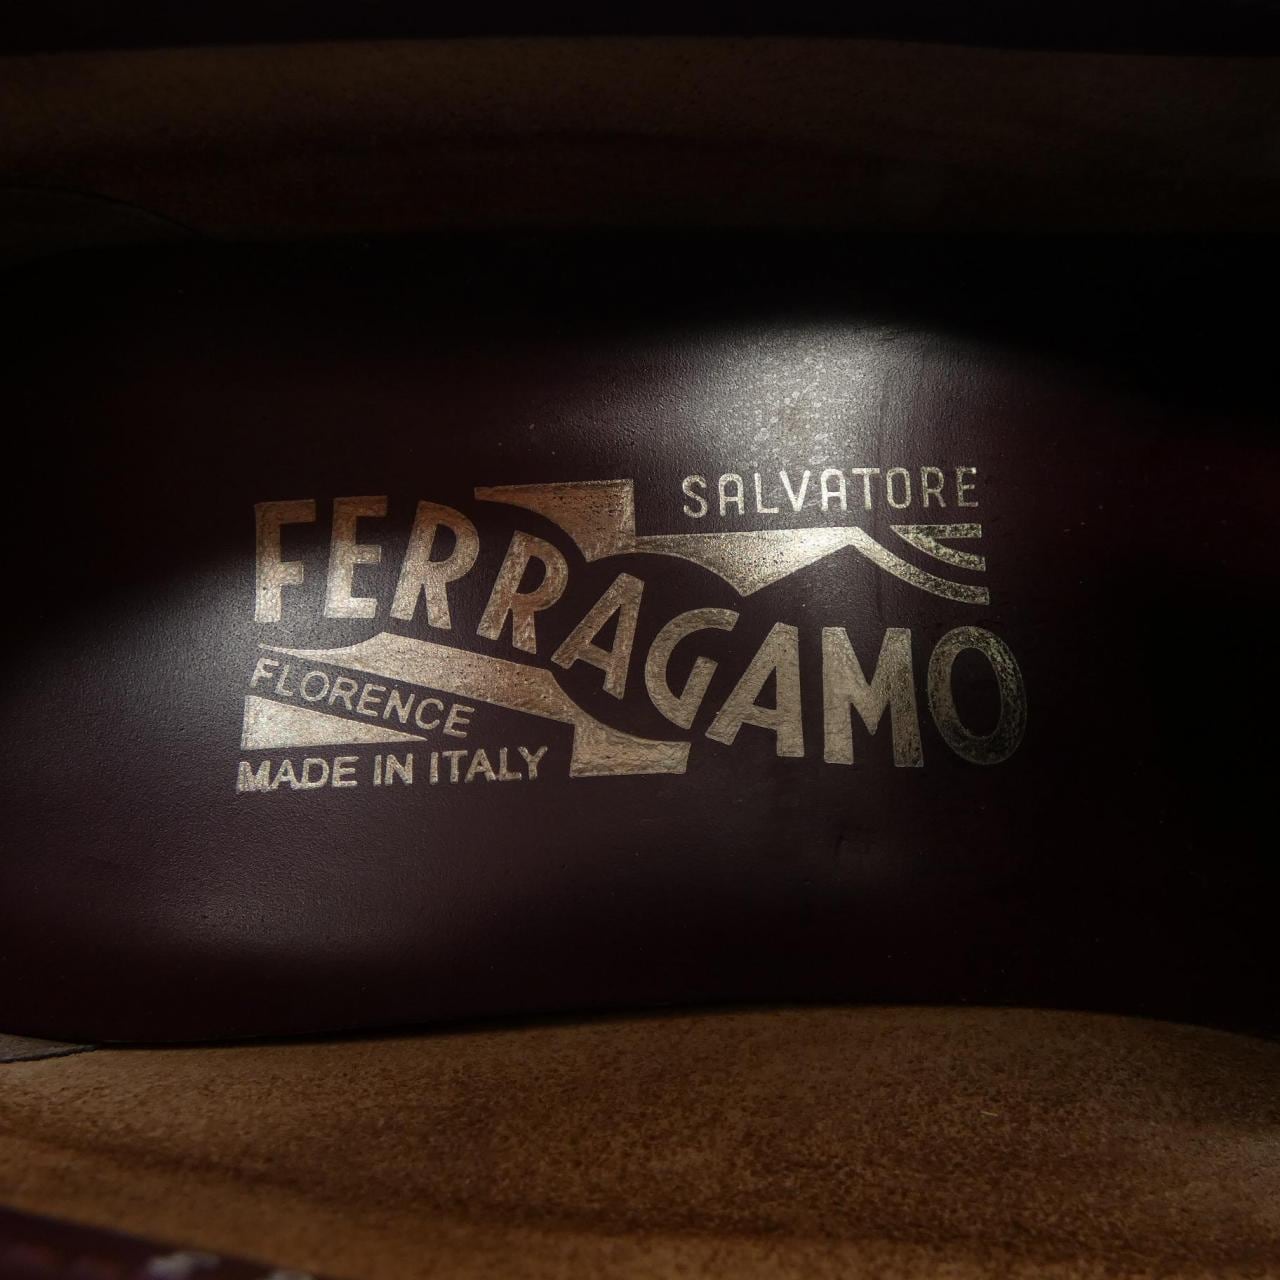 SALVATORE
FERRAGAMO
FLORENCE
MADE IN ITALY